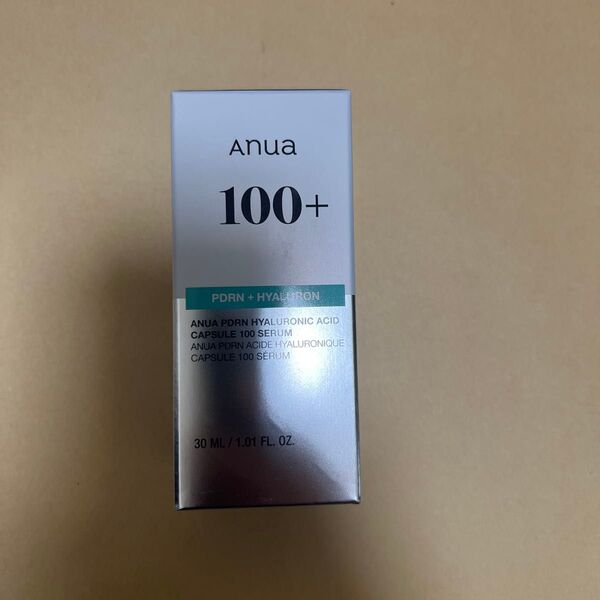 Anua
100+
PDRN + HYALURON
ANUA PDRN HYALURONIC ACID
CAPSULE 100 SERUM
ANUA PDRN ACIDE HYALURONIQUE
CAPSULE 100 SÉRUM
30 ML / 1.01 FL. OZ.